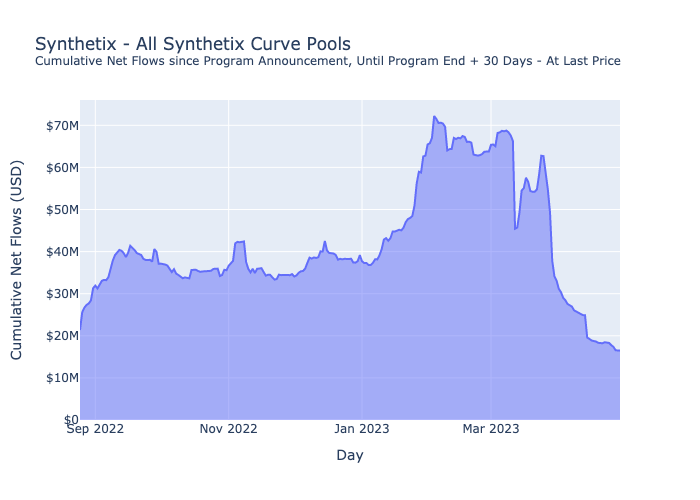 Synthetix - All Synthetix Curve Pools
Cumulative Net Flows since Program Announcement, Until Program End + 30 Days - At Last Price
Cumulative Net Flows (USD)
$70M
$60M
$50M
$40M
$30M
$20M
$10M
$0
Sep 2022
Nov 2022
Jan 2023
Mar 2023
Day